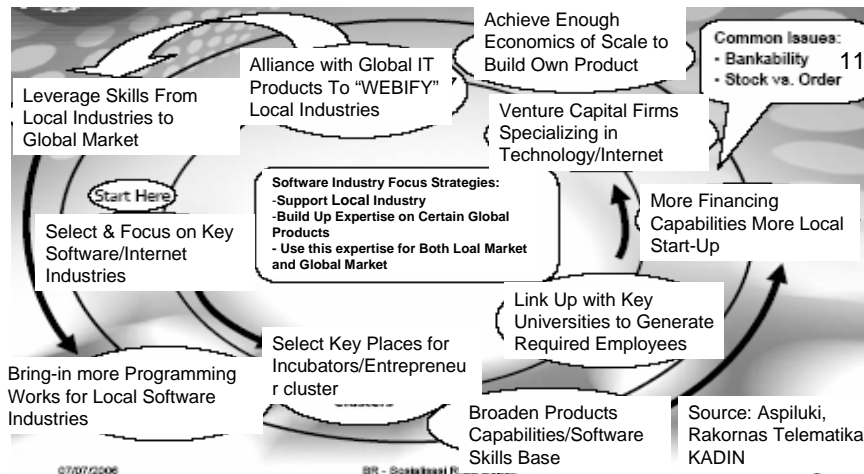 Achieve Enough
Economics of Scale to
Build Own Product
Common Issues:
- Bankability
- Stock vs. Order
11
Alliance with Global IT
Products To “WEBIFY”
Local Industries
Leverage Skills From
Local Industries to
Global Market
Venture Capital Firms
Specializing in
Technology/Internet
Start Here
Software Industry Focus Strategies:
-Support Local Industry
-Build Up Expertise on Certain Global
Products
- Use this expertise for Both Loal Market
and Global Market
More Financing
Capabilities More Local
Start-Up
Select & Focus on Key
Software/Internet
Industries
Link Up with Key
Universities to Generate
Required Employees
Select Key Places for
Incubators/Entrepreneu
r cluster
Bring-in more Programming
Works for Local Software
Industries
Clusters
Broaden Products
Capabilities/Software
Skills Base
Source: Aspiluki,
Rakornas Telematika
KADIN
07/07/2006
BR - Sosialisasi